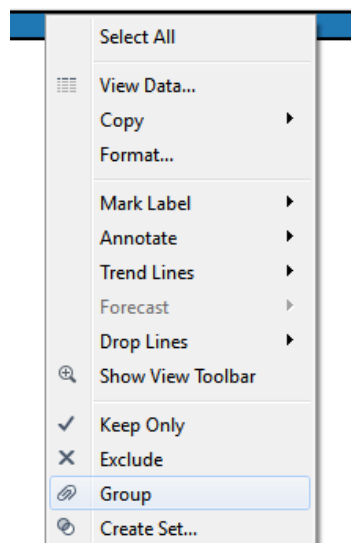 Select All
View Data...
Copy
Format...
Mark Label
Annotate
Trend Lines
Forecast
Drop Lines
Show View Toolbar
Keep Only
Exclude
Group
Create Set...